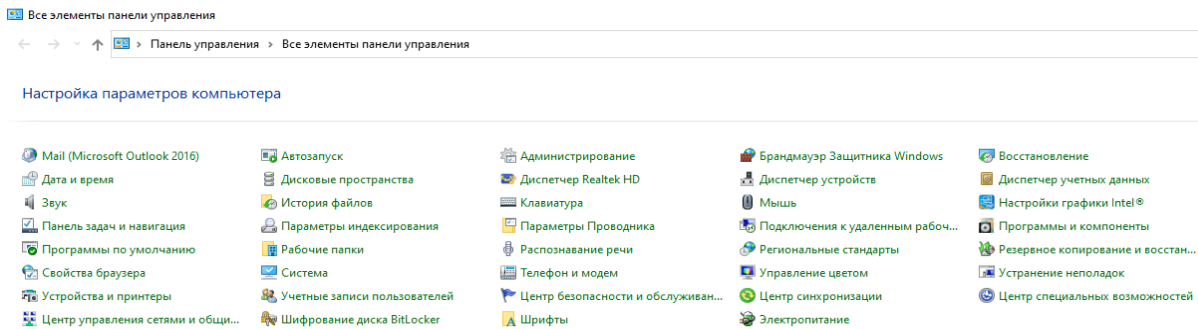 Все элементы панели управления
Панель управления > Все элементы панели управления
Настройка параметров компьютера
Mail (Microsoft Outlook 2016) Автозапуск Администрирование Брандмауэр Защитника Windows Восстановление
Дата и время Дисковые пространства Диспетчер Realtek HD Диспетчер устройств Диспетчер учетных данных
Звук История файлов Клавиатура Мышь Настройки графики Intel®
Панель задач и навигация Параметры индексирования Параметры Проводника Подключения к удаленным рабоч... Программы и компоненты
Программы по умолчанию Рабочие папки Распознавание речи Региональные стандарты Резервное копирование и восстан...
Свойства браузера Система Телефон и модем Управление цветом Устранение неполадок
Устройства и принтеры Учетные записи пользователей Центр безопасности и обслуживан... Центр синхронизации Центр специальных возможностей
Центр управления сетями и общи... Шифрование диска BitLocker Шрифты Электропитание